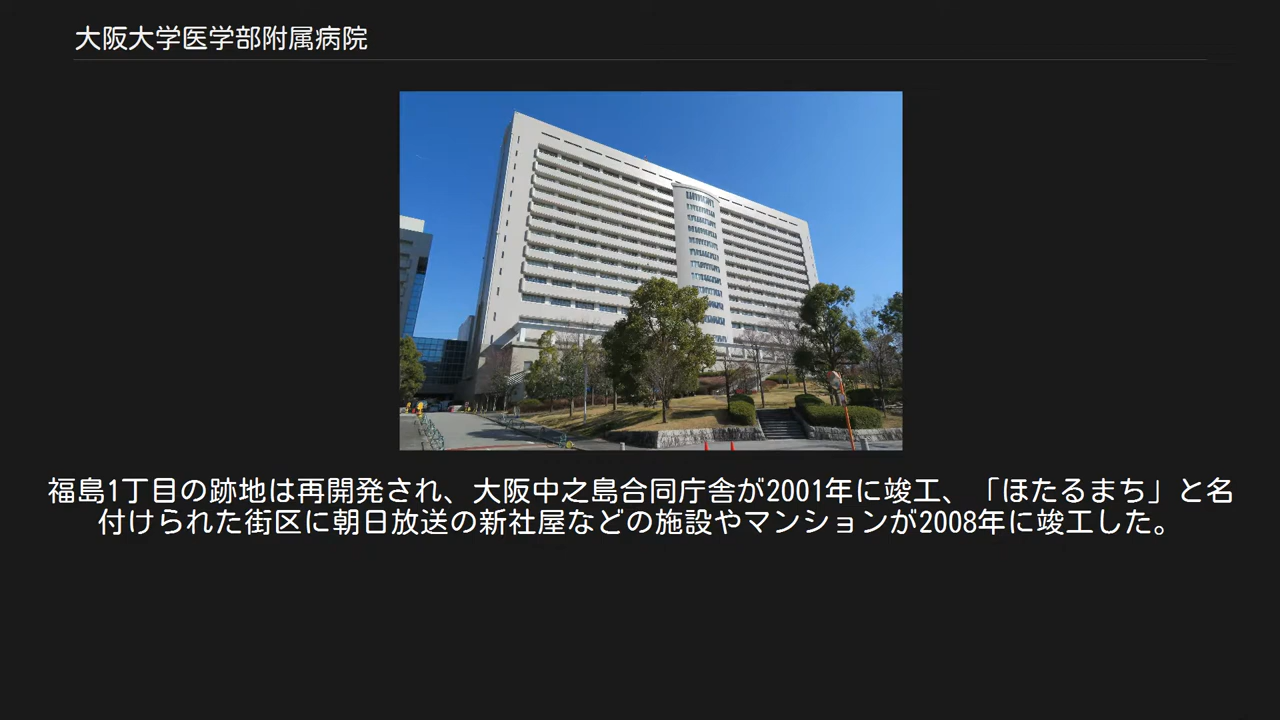 大阪大学医学部附属病院
福島1丁目の跡地は再開発され、大阪中之島合同庁舎が2001年に竣工、「ほたるまち」と名
付けられた街区に朝日放送の新社屋などの施設やマンションが2008年に竣工した。